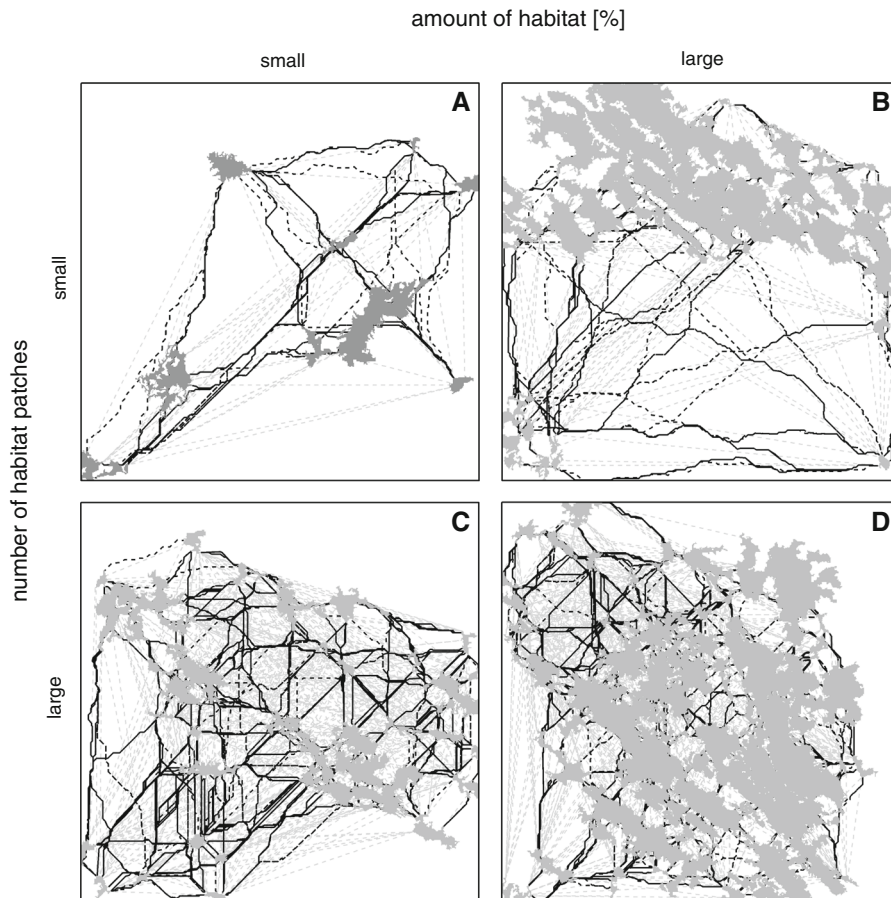 amount of habitat [%]
small
large
A
B
number of habitat patches
small
C
D
large